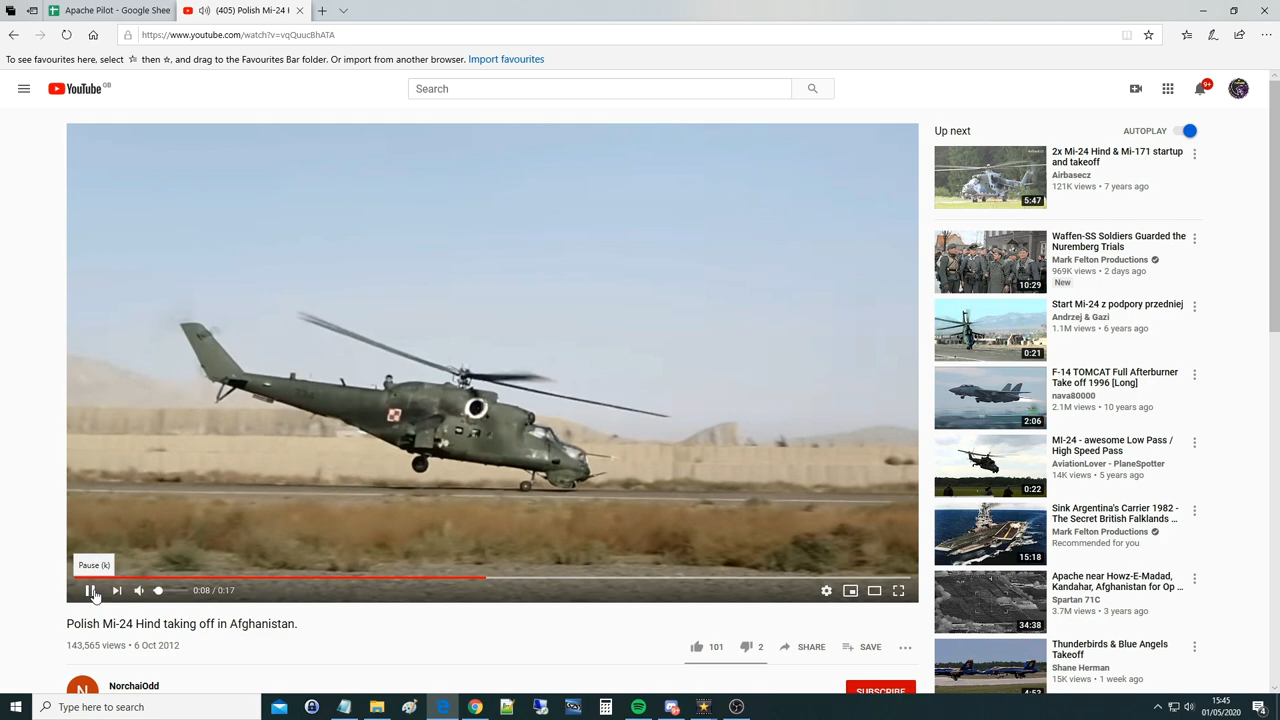 Apache Pilot - Google Shee
(405) Polish Mi-24 H
https://www.youtube.com/watch?v=vqQuucBhATA
To see favourites here, select ☆ then ☆, and drag to the Favourites Bar folder. Or import from another browser. Import favourites
YouTube GB
Search
9+
Up next
AUTOPLAY
2x Mi-24 Hind & Mi-171 startup
and takeoff
Airbasecz
121K views • 7 years ago
5:47
Waffen-SS Soldiers Guarded the
Nuremberg Trials
Mark Felton Productions
969K views • 2 days ago
New
10:29
Start Mi-24 z podpory przedniej
Andrzej & Gazi
1.1M views • 6 years ago
0:21
F-14 TOMCAT Full Afterburner
Take off 1996 [Long]
nava80000
2.1M views • 10 years ago
2:06
MI-24 - awesome Low Pass /
High Speed Pass
AviationLover - PlaneSpotter
14K views • 5 years ago
0:22
Sink Argentina's Carrier 1982 -
The Secret British Falklands ...
Mark Felton Productions
Recommended for you
15:18
Apache near Howz-E-Madad,
Kandahar, Afghanistan for Op ...
Spartan 71C
3.7M views • 3 years ago
34:38
Thunderbirds & Blue Angels
Takeoff
Shane Herman
15K views • 1 week ago
4:53
Pause (k)
0:08 / 0:17
Polish Mi-24 Hind taking off in Afghanistan.
143,565 views • 6 Oct 2012
101
2
SHARE
SAVE
N
NorchaiOdd
SUBSCRIBE
Type here to search
15:45
01/05/2020